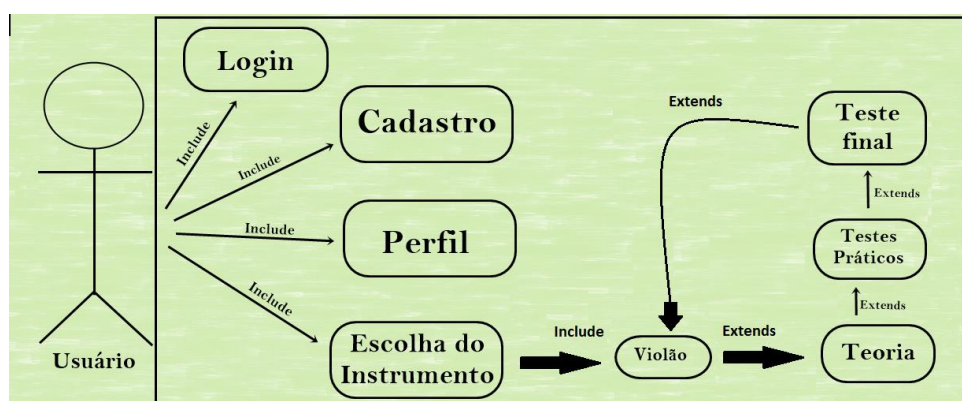 Login
Include
Cadastro
Include
Perfil
Include
Escolha do
Instrumento
Include
Usuário
Include
Violão
Extends
Teoria
Extends
Testes
Práticos
Extends
Teste
final
Extends